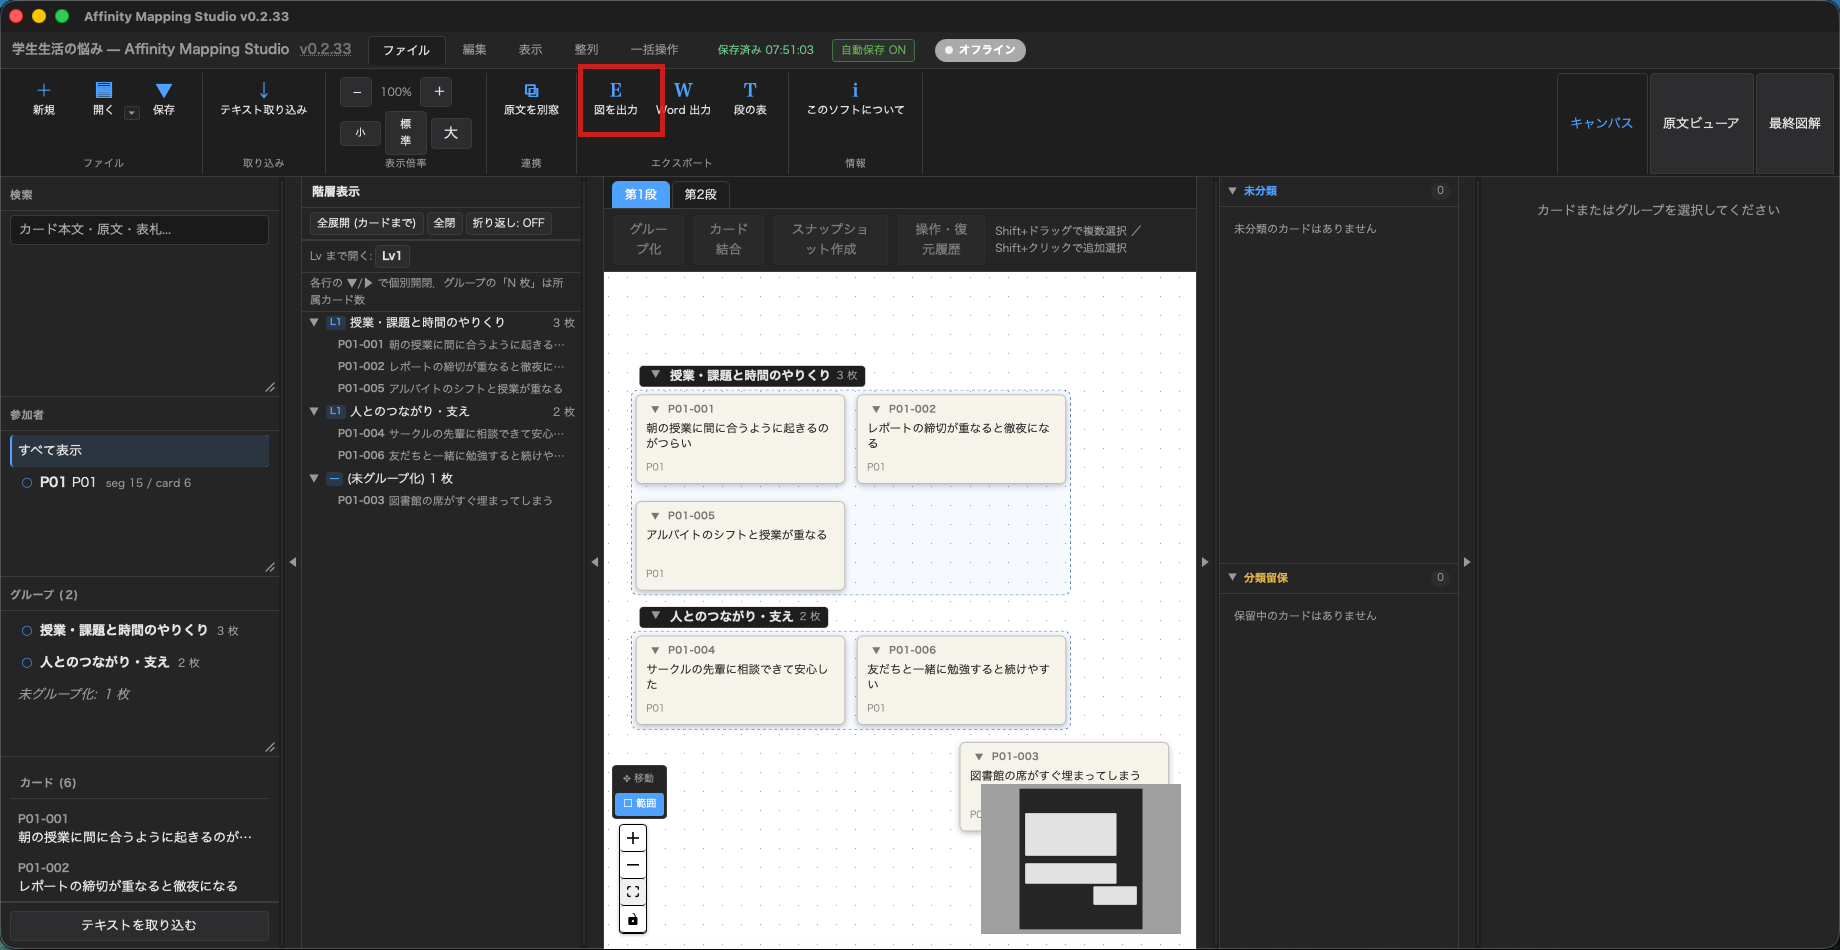 Affinity Mapping Studio v0.2.33
学生生活の悩み — Affinity Mapping Studio v0.2.33
ファイル
編集
表示
整列
一括操作
保存済み 07:51:03
自動保存 ON
オフライン
新規
開く
保存
ファイル
テキスト取り込み
取り込み
100%
小
標準
大
表示倍率
原文を別窓
連携
E
図を出力
W
Word 出力
T
段の表
エクスポート
i
このソフトについて
情報
キャンバス
原文ビューア
最終図解
検索
カード本文・原文・表札...
参加者
すべて表示
P01 P01 seg 15 / card 6
グループ (2)
授業・課題と時間のやりくり 3 枚
人とのつながり・支え 2 枚
未グループ化: 1 枚
カード (6)
P01-001
朝の授業に間に合うように起きるのが…
P01-002
レポートの締切が重なると徹夜になる
テキストを取り込む
階層表示
全展開 (カードまで)
全閉
折り返し: OFF
Lv まで開く: Lv1
各行の ▼/▶ で個別開閉、グループの「N 枚」は所
属カード数
▼ L1 授業・課題と時間のやりくり 3 枚
P01-001 朝の授業に間に合うように起きる…
P01-002 レポートの締切が重なると徹夜に…
P01-005 アルバイトのシフトと授業が重なる
▼ L1 人とのつながり・支え 2 枚
P01-004 サークルの先輩に相談できて安心…
P01-006 友だちと一緒に勉強すると続けや…
▼ — (未グループ化) 1 枚
P01-003 図書館の席がすぐ埋まってしまう
第1段
第2段
グルー
プ化
カード
結合
スナップショ
ット作成
操作・復
元履歴
Shift+ドラッグで複数選択 ／
Shift+クリックで追加選択
▼ 授業・課題と時間のやりくり 3 枚
▼ P01-001
朝の授業に間に合うように起きるの
がつらい
P01
▼ P01-002
レポートの締切が重なると徹夜にな
る
P01
▼ P01-005
アルバイトのシフトと授業が重なる
P01
▼ 人とのつながり・支え 2 枚
▼ P01-004
サークルの先輩に相談できて安心し
た
P01
▼ P01-006
友だちと一緒に勉強すると続けやす
い
P01
▼ P01-003
図書館の席がすぐ埋まってしまう
移動
範囲
▼ 未分類 0
未分類のカードはありません
▼ 分類留保 0
保留中のカードはありません
カードまたはグループを選択してください